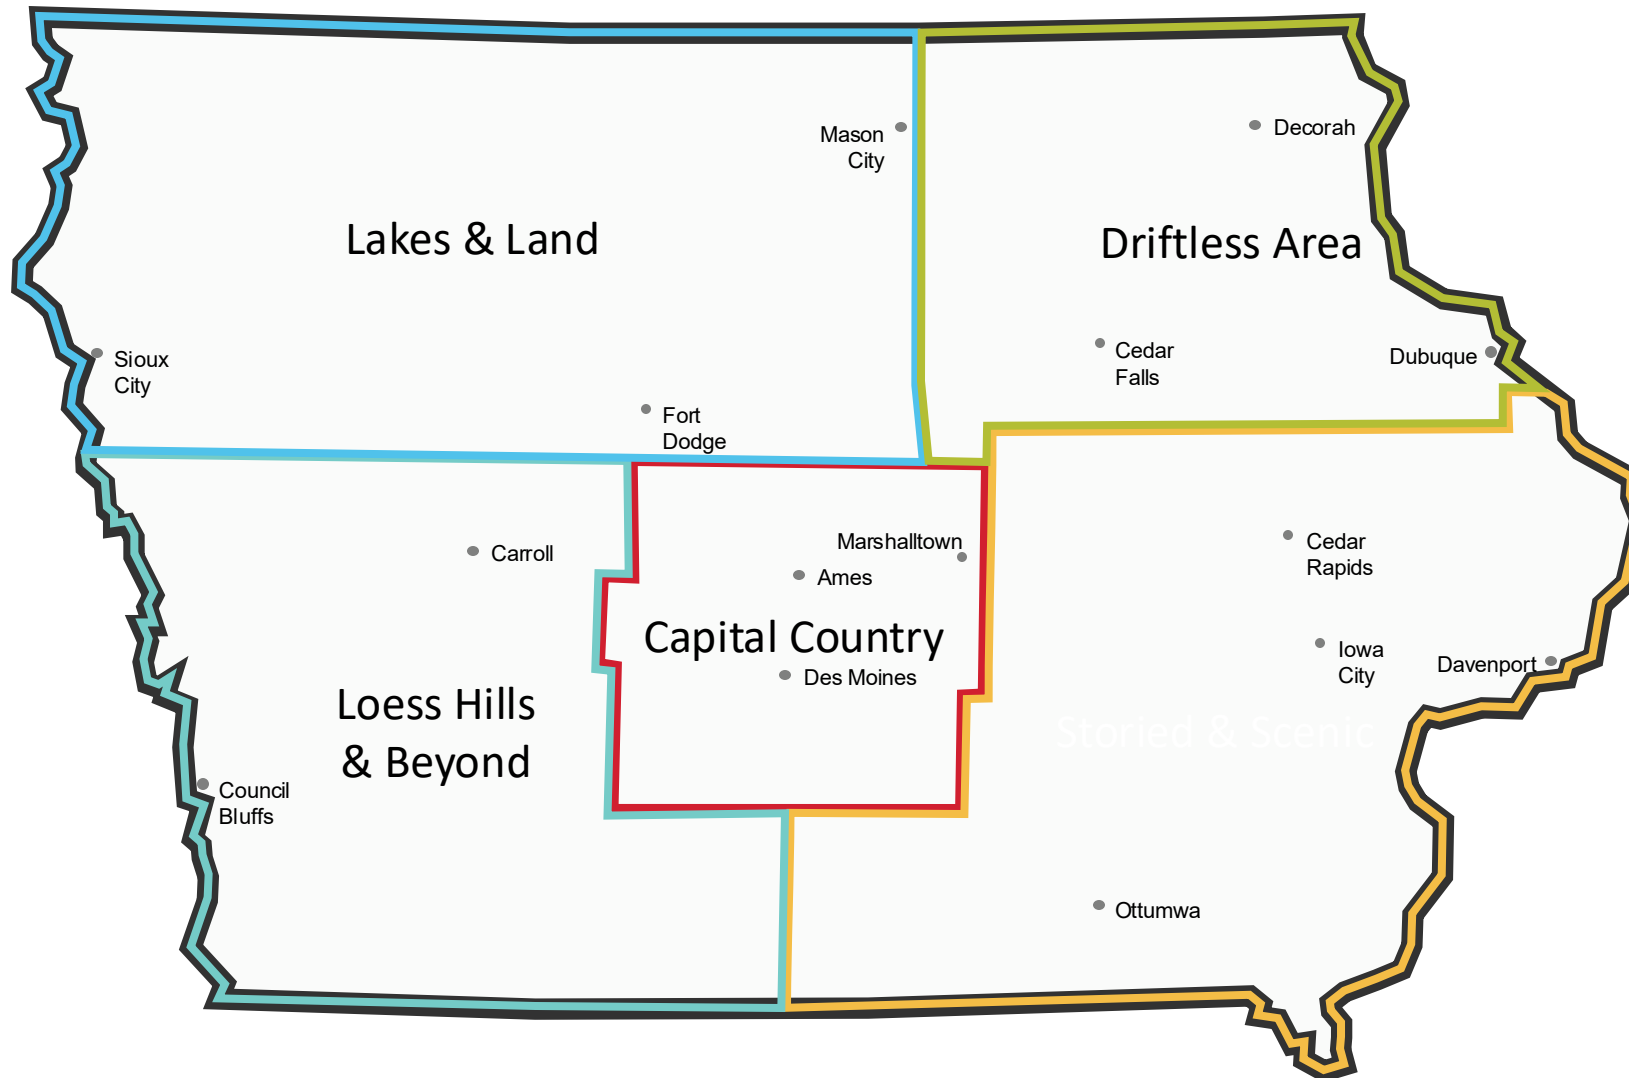 Mason
City
Decorah
Lakes & Land
Driftless Area
Sioux
City
Cedar
Falls
Dubuque
Fort
Dodge
Carroll
Marshalltown
Ames
Cedar
Rapids
Capital Country
Des Moines
Iowa
City
Davenport
Loess Hills
& Beyond
Storied & Scenic
Council
Bluffs
Ottumwa